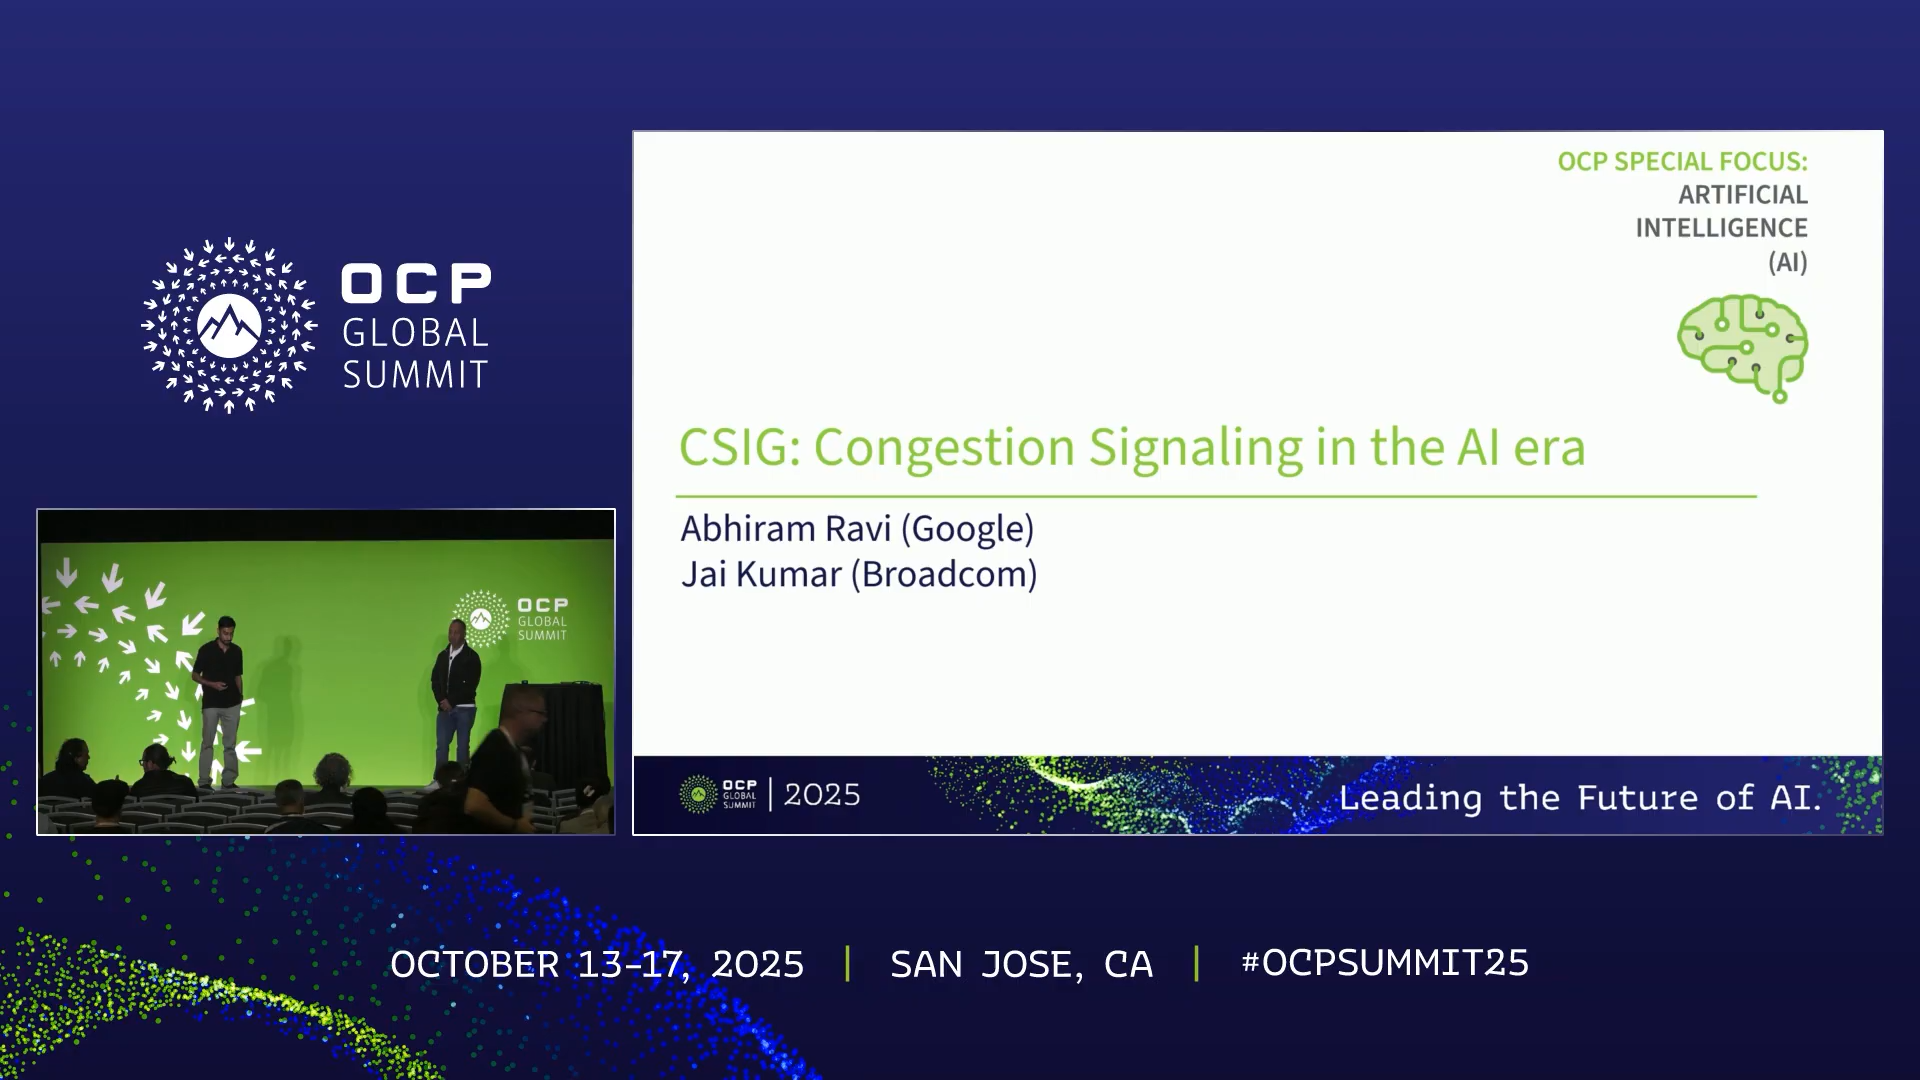 OCP
GLOBAL
SUMMIT
OCP SPECIAL FOCUS:
ARTIFICIAL
INTELLIGENCE
(AI)
CSIG: Congestion Signaling in the AI era
Abhiram Ravi (Google)
Jai Kumar (Broadcom)
OCP
GLOBAL
SUMMIT
OCP
GLOBAL
SUMMIT
2025
Leading the Future of AI.
OCTOBER 13-17, 2025 | SAN JOSE, CA | #OCPSUMMIT25